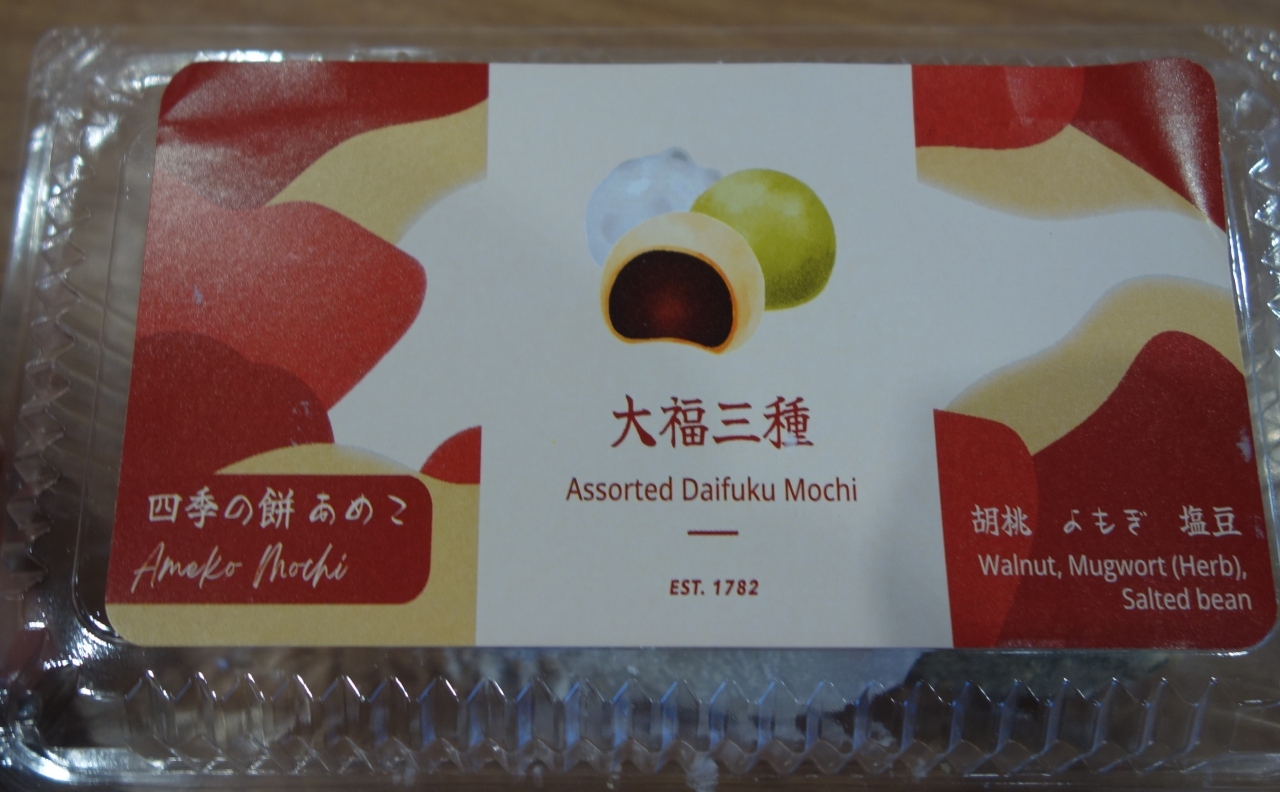 大福三種
Assorted Daifuku Mochi
EST. 1782
四季の餅 あめこ
Ameko Mochi
胡桃 よもぎ 塩豆
Walnut, Mugwort (Herb),
Salted bean